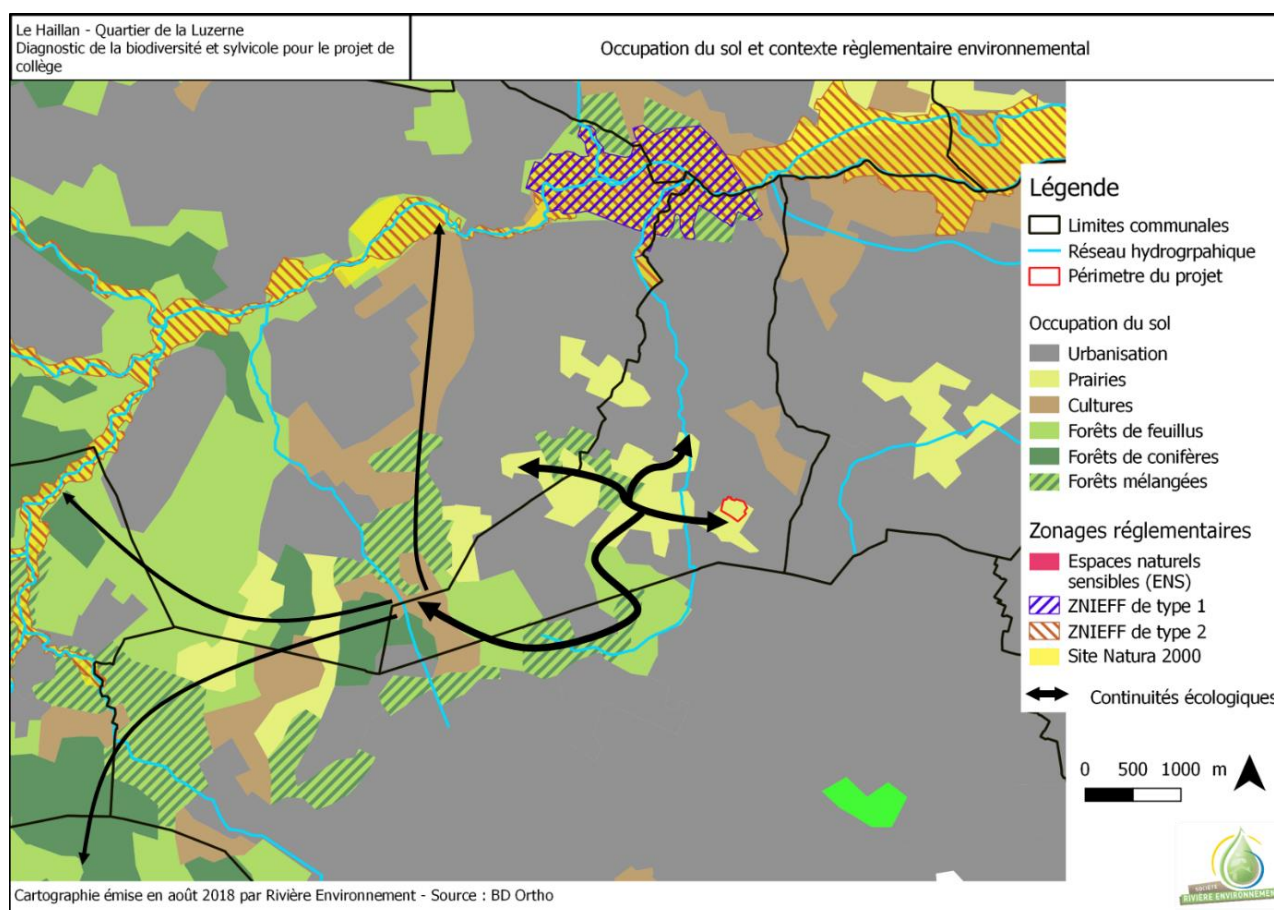 Le Haillan - Quartier de la Luzerne
Diagnostic de la biodiversité et sylvicole pour le projet de
collège
Occupation du sol et contexte règlementaire environnemental
Légende
Limites communales
Réseau hydrogrpahique
Périmetre du projet
Occupation du sol
Urbanisation
Prairies
Cultures
Forêts de feuillus
Forêts de conifères
Forêts mélangées
Zonages réglementaires
Espaces naturels
sensibles (ENS)
ZNIEFF de type 1
ZNIEFF de type 2
Site Natura 2000
Continuités écologiques
0 500 1000 m
Cartographie émise en août 2018 par Rivière Environnement - Source : BD Ortho
SOCIÉTÉ
RIVIÈRE ENVIRONNEMENT